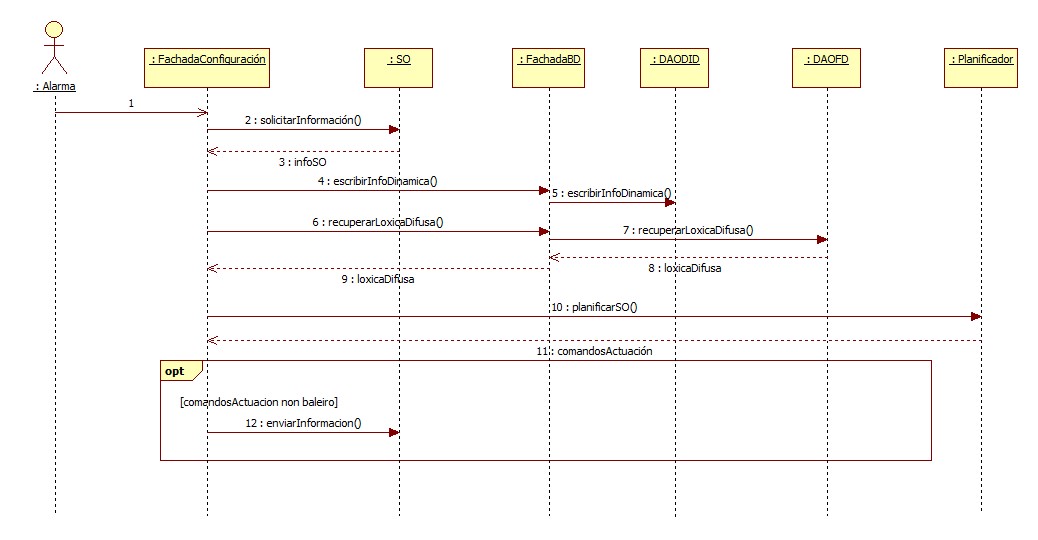 : FachadaConfiguración
: SO
: FachadaBD
: DAODID
: DAOFD
: Planificador
: Alarma
1
2 : solicitarInformación()
3 : infoSO
4 : escribirInfoDinamica()
5 : escribirInfoDinamica()
6 : recuperarLoxicaDifusa()
7 : recuperarLoxicaDifusa()
8 : loxicaDifusa
9 : loxicaDifusa
10 : planificarSO()
11 : comandosActuación
opt
[comandosActuacion non baleiro]
12 : enviarInformacion()